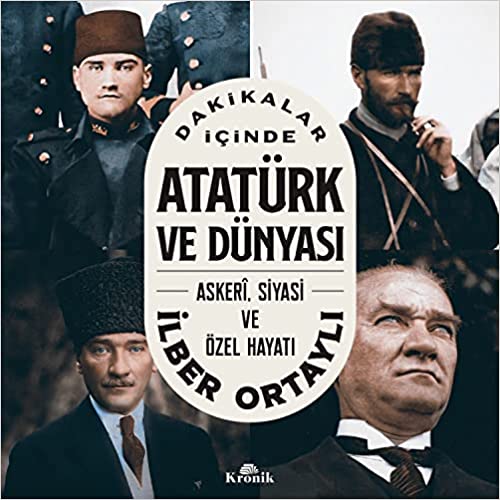 DAKİKALAR
İÇİNDE
ATATÜRK
VE DÜNYASI
ASKERÎ, SİYASİ
VE
ÖZEL HAYATI
İLBER ORTAYLI
Kronik